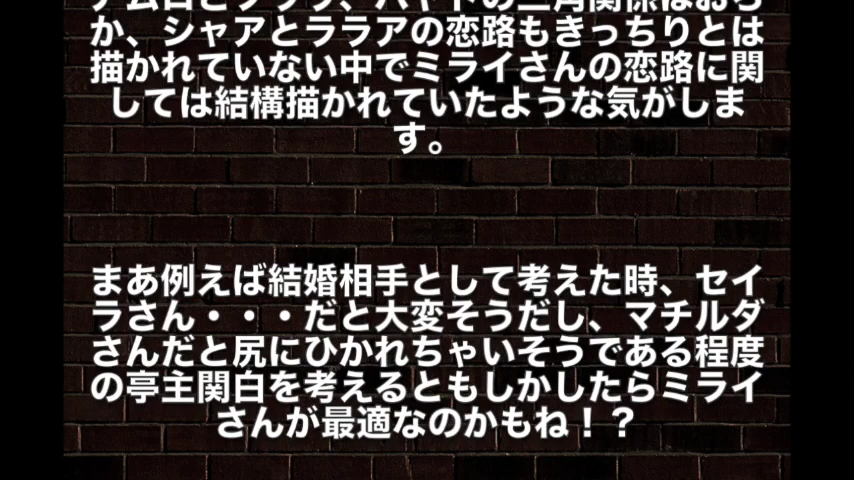 か、シャアとララアの恋路もきっちりとは
描かれていない中でミライさんの恋路に関
しては結構描かれていたような気がしま
す。
まあ例えば結婚相手として考えた時、セイ
ラさん・・・だと大変そうだし、マチルダ
さんだと尻にひかれちゃいそうである程度
の亭主関白を考えるともしかしたらミライ
さんが最適なのかもね！？